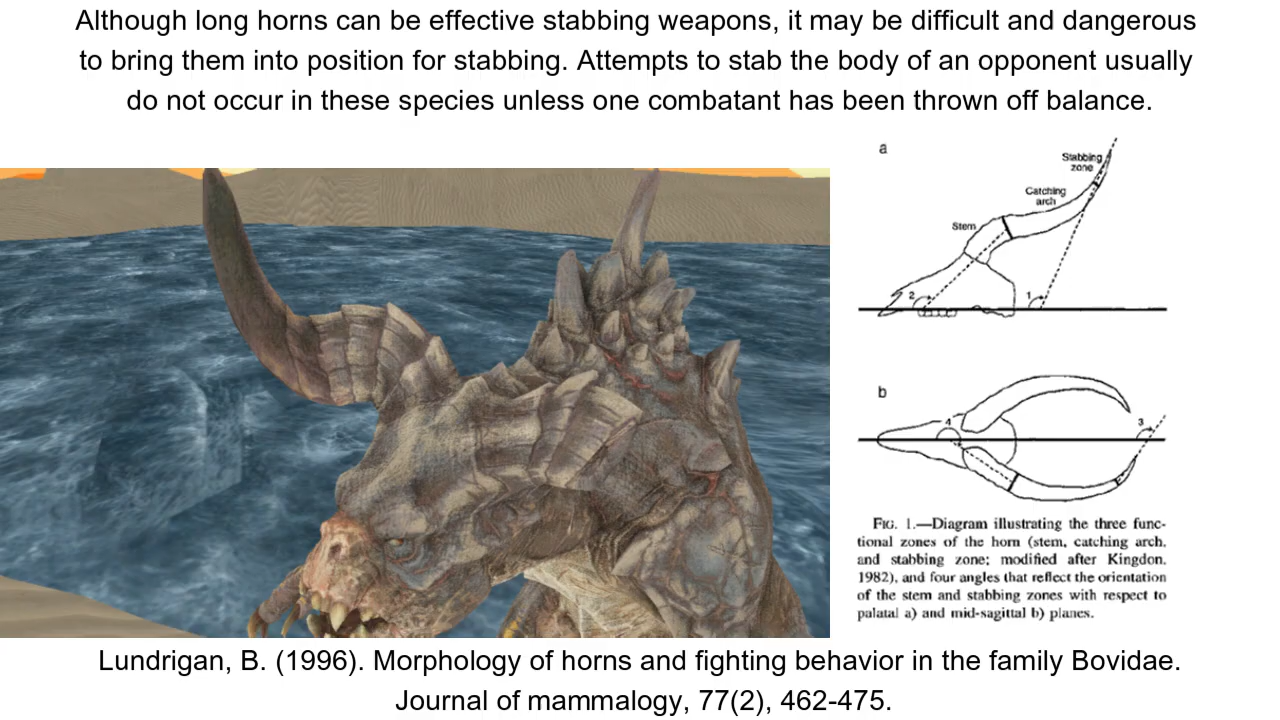 Although long horns can be effective stabbing weapons, it may be difficult and dangerous
to bring them into position for stabbing. Attempts to stab the body of an opponent usually
do not occur in these species unless one combatant has been thrown off balance.
a
Stabbing
zone
Catching
arch
Stem
2
1
b
4
3
FIG. 1.—Diagram illustrating the three func-
tional zones of the horn (stem, catching arch,
and stabbing zone; modified after Kingdon,
1982), and four angles that reflect the orientation
of the stem and stabbing zones with respect to
palatal a) and mid-sagittal b) planes.
Lundrigan, B. (1996). Morphology of horns and fighting behavior in the family Bovidae.
Journal of mammalogy, 77(2), 462-475.